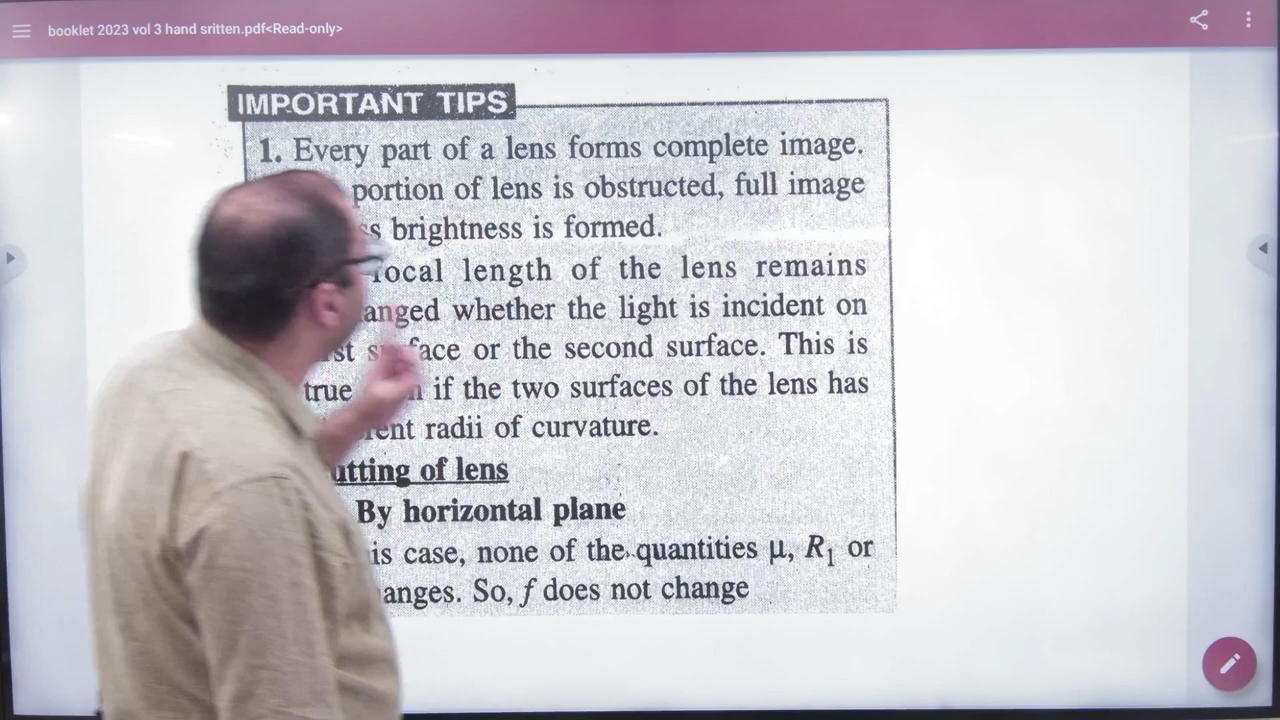 booklet 2023 vol 3 hand sritten.pdf<Read-only>
IMPORTANT TIPS
1. Every part of a lens forms complete image.
portion of lens is obstructed, full image
brightness is formed.
focal length of the lens remains
whether the light is incident on
surface or the second surface. This is
true if the two surfaces of the lens has
radii of curvature.
utting of lens
By horizontal plane
is case, none of the quantities μ, R₁ or
anges. So, f does not change